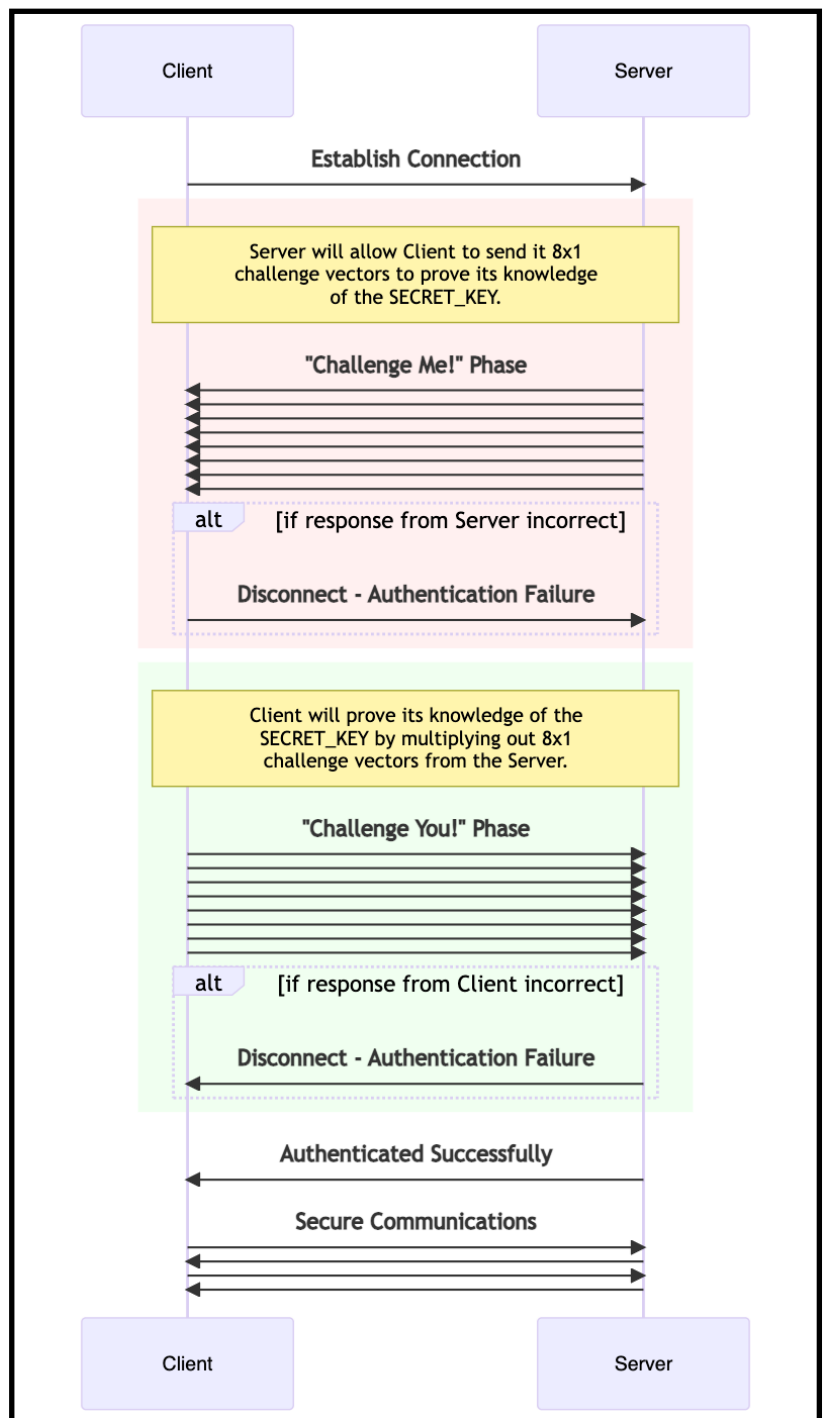 Client
Server
Establish Connection
Server will allow Client to send it 8x1
challenge vectors to prove its knowledge
of the SECRET_KEY.
"Challenge Me!" Phase
alt
[if response from Server incorrect]
Disconnect - Authentication Failure
Client will prove its knowledge of the
SECRET_KEY by multiplying out 8x1
challenge vectors from the Server.
"Challenge You!" Phase
alt
[if response from Client incorrect]
Disconnect - Authentication Failure
Authenticated Successfully
Secure Communications
Client
Server